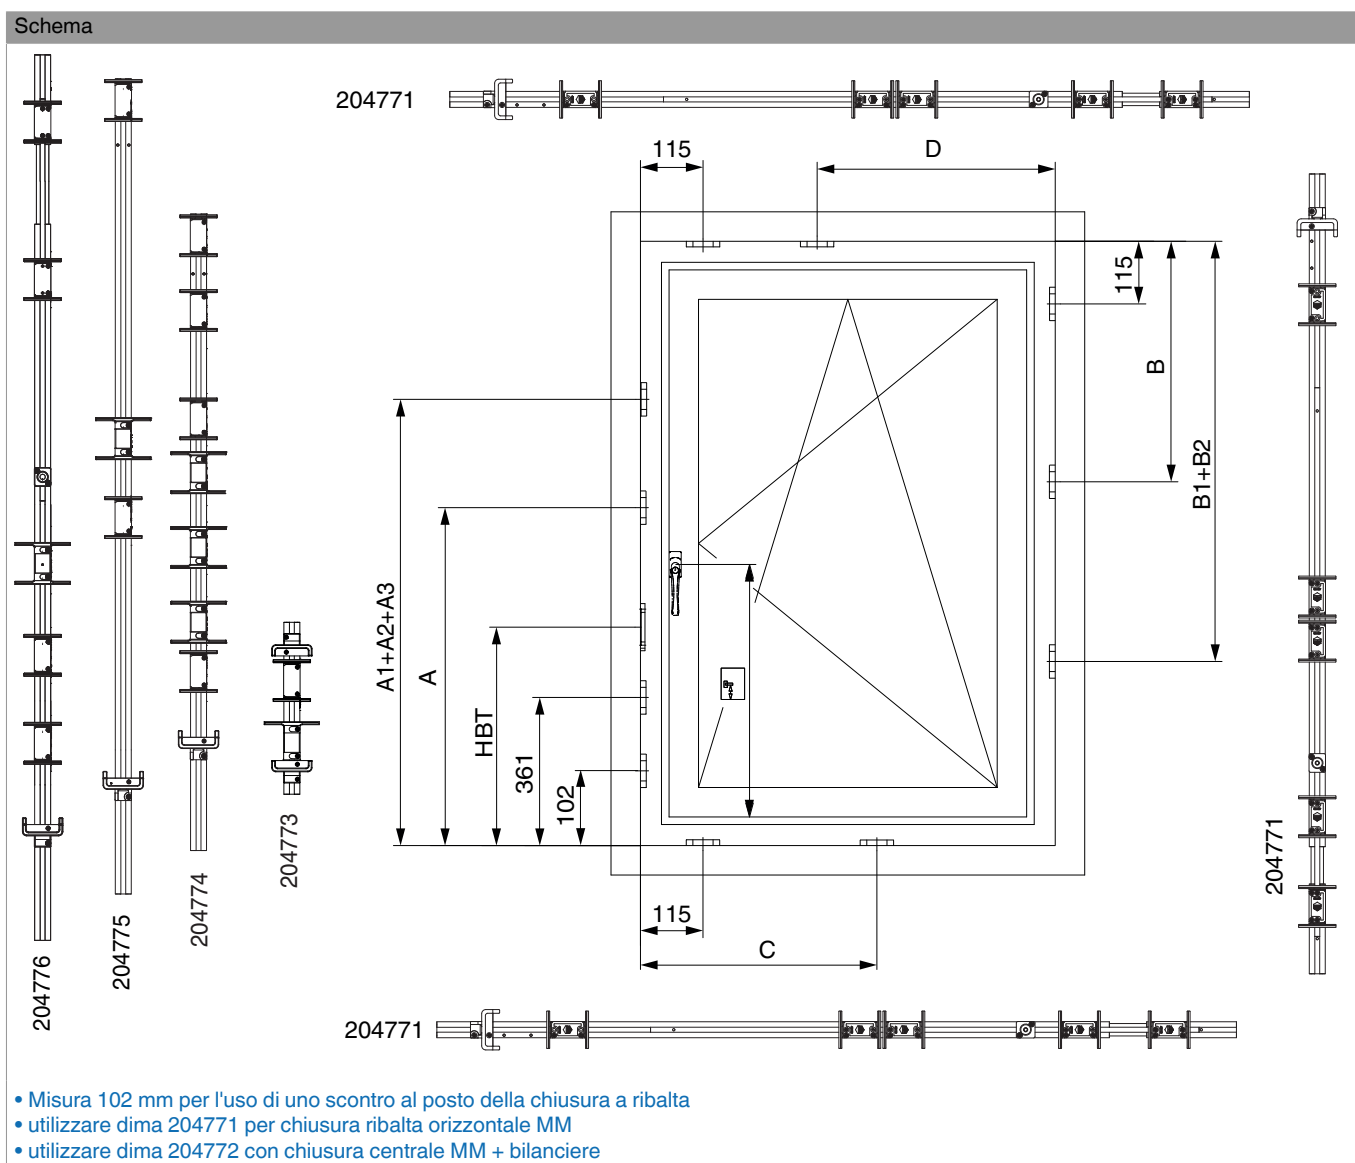 Schema
204771
115
D
115
B
B1+B2
A1+A2+A3
A
HBT
361
102
115
C
204776
204775
204774
204773
204771
204771
• Misura 102 mm per l'uso di uno scontro al posto della chiusura a ribalta
• utilizzare dima 204771 per chiusura ribalta orizzontale MM
• utilizzare dima 204772 con chiusura centrale MM + bilanciere